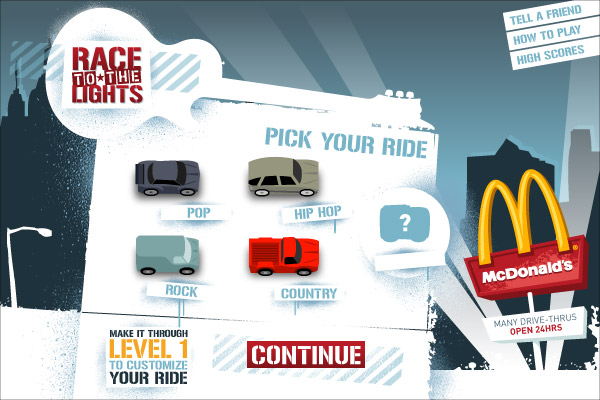 RACE
TO★THE
LIGHTS
TELL A FRIEND
HOW TO PLAY
HIGH SCORES
PICK YOUR RIDE
POP
HIP HOP
?
ROCK
COUNTRY
McDonald's®
MANY DRIVE-THRUS
OPEN 24HRS
MAKE IT THROUGH
LEVEL 1
TO CUSTOMIZE
YOUR RIDE
CONTINUE